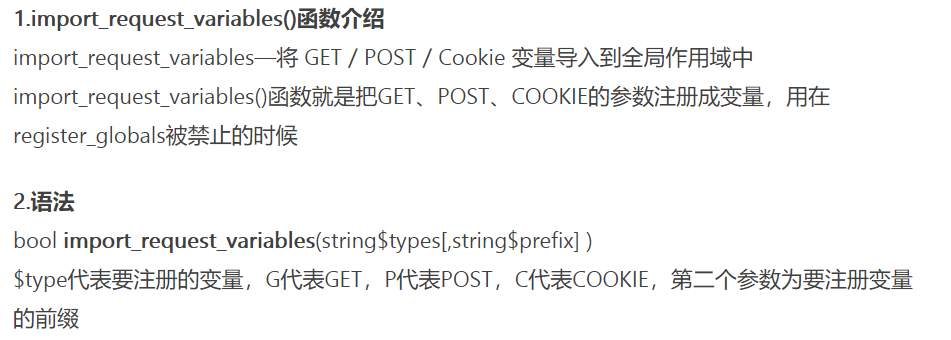 1.import_request_variables()函数介绍
import_request_variables—将 GET / POST / Cookie 变量导入到全局作用域中
import_request_variables()函数就是把GET、POST、COOKIE的参数注册成变量，用在
register_globals被禁止的时候
2.语法
bool import_request_variables(string$types[,string$prefix] )
$type代表要注册的变量，G代表GET，P代表POST，C代表COOKIE，第二个参数为要注册变量
的前缀